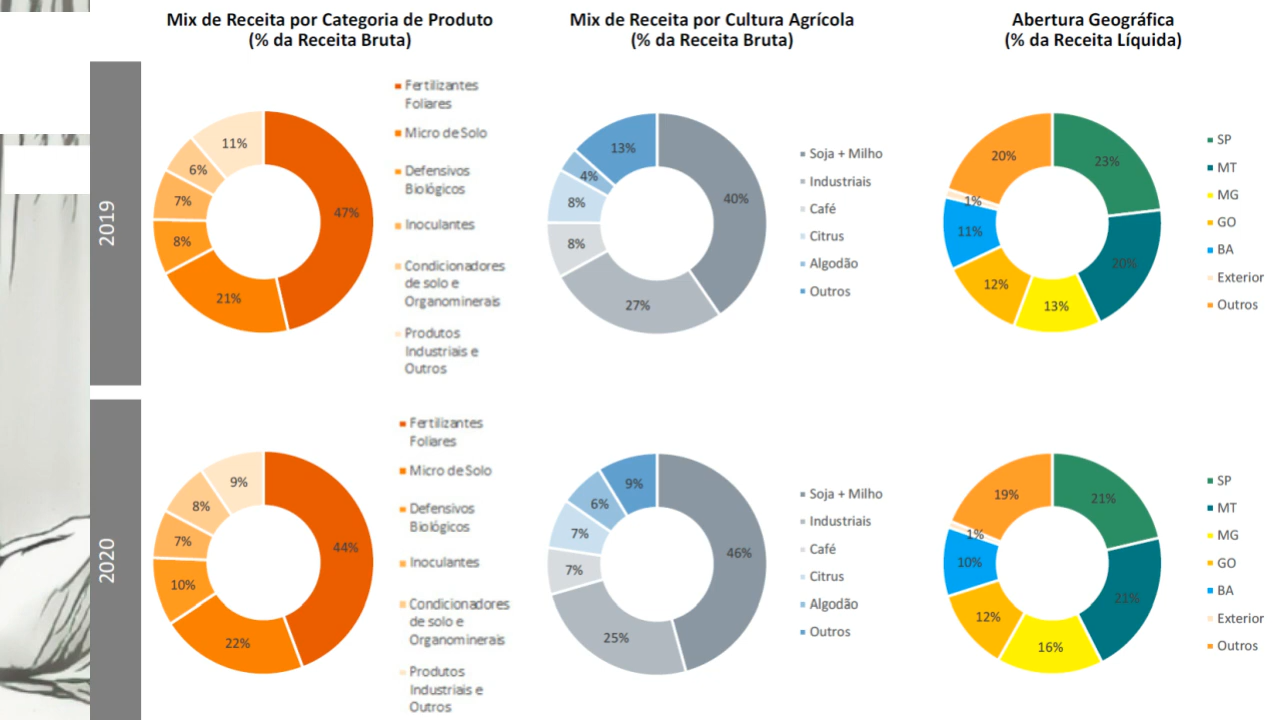 Mix de Receita por Categoria de Produto
(% da Receita Bruta)
Mix de Receita por Cultura Agrícola
(% da Receita Bruta)
Abertura Geográfica
(% da Receita Líquida)
2019
47%
21%
8%
7%
6%
11%
Fertilizantes
Foliares
Micro de Solo
Defensivos
Biológicos
Inoculantes
Condicionadores
de solo e
Organominerais
Produtos
Industriais e
Outros
40%
27%
8%
8%
4%
13%
Soja + Milho
Industriais
Café
Citrus
Algodão
Outros
23%
20%
13%
12%
11%
1%
20%
SP
MT
MG
GO
BA
Exterior
Outros
2020
44%
22%
10%
7%
8%
9%
Fertilizantes
Foliares
Micro de Solo
Defensivos
Biológicos
Inoculantes
Condicionadores
de solo e
Organominerais
Produtos
Industriais e
Outros
46%
25%
7%
7%
6%
9%
Soja + Milho
Industriais
Café
Citrus
Algodão
Outros
21%
21%
16%
12%
10%
1%
19%
SP
MT
MG
GO
BA
Exterior
Outros